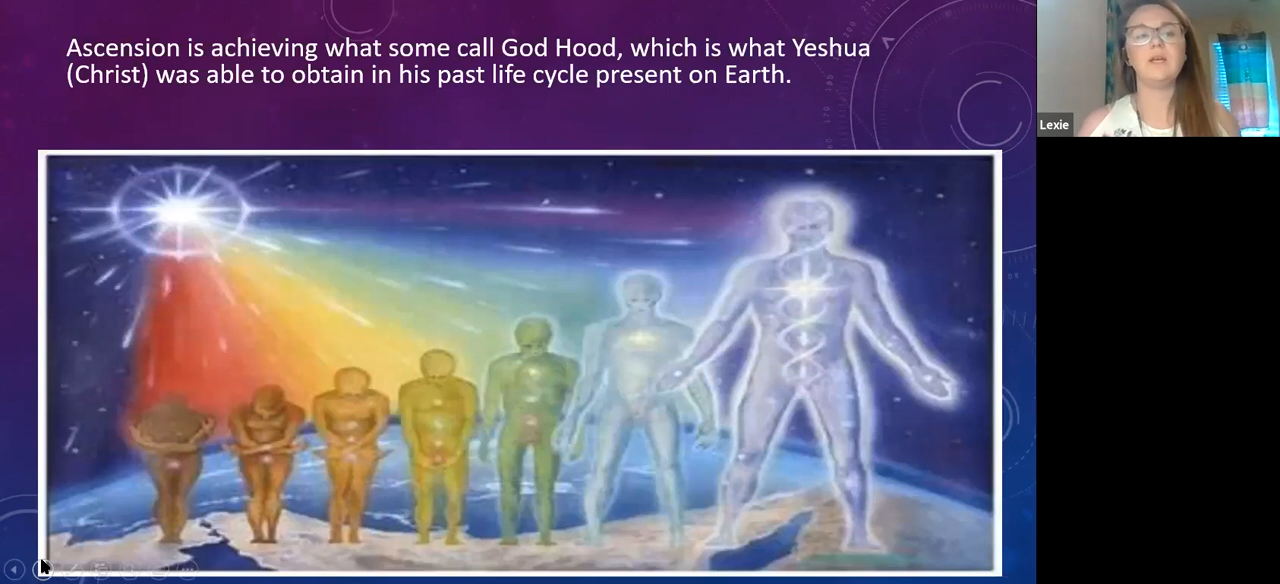 Ascension is achieving what some call God Hood, which is what Yeshua
(Christ) was able to obtain in his past life cycle present on Earth.
Lexie